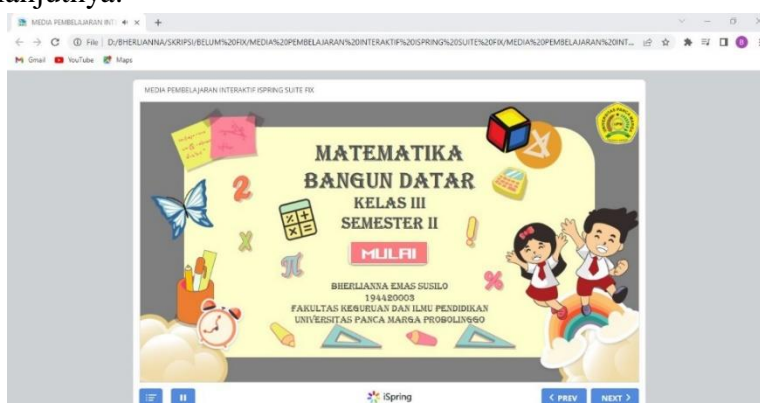 MEDIA PEMBELAJARAN INT
File
D:/BHERLIANNA/SKRIPSI/BELUM%20FIX/MEDIA%20PEMBELAJARAN%20INTERAKTIF%20ISPRING%20SUITE%20FIX/MEDIA%20PEMBELAJARAN%20INT...
Gmail YouTube Maps
MEDIA PEMBELAJARAN INTERAKTIF ISPRING SUITE FIX
MATEMATIKA
BANGUN DATAR
KELAS III
SEMESTER II
MULAI
BHERLIANNA EMAS SUSILO
194420003
FAKULTAS KEGURUAN DAN ILMU PENDIDIKAN
UNIVERSITAS PANCA MARGA PROBOLINGGO
iSpring
< PREV NEXT >